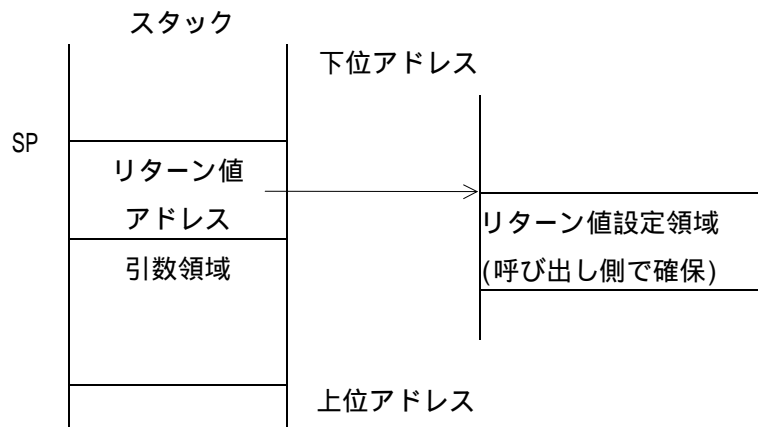 スタック
下位アドレス
SP
リターン値
アドレス
引数領域
リターン値設定領域
(呼び出し側で確保)
上位アドレス